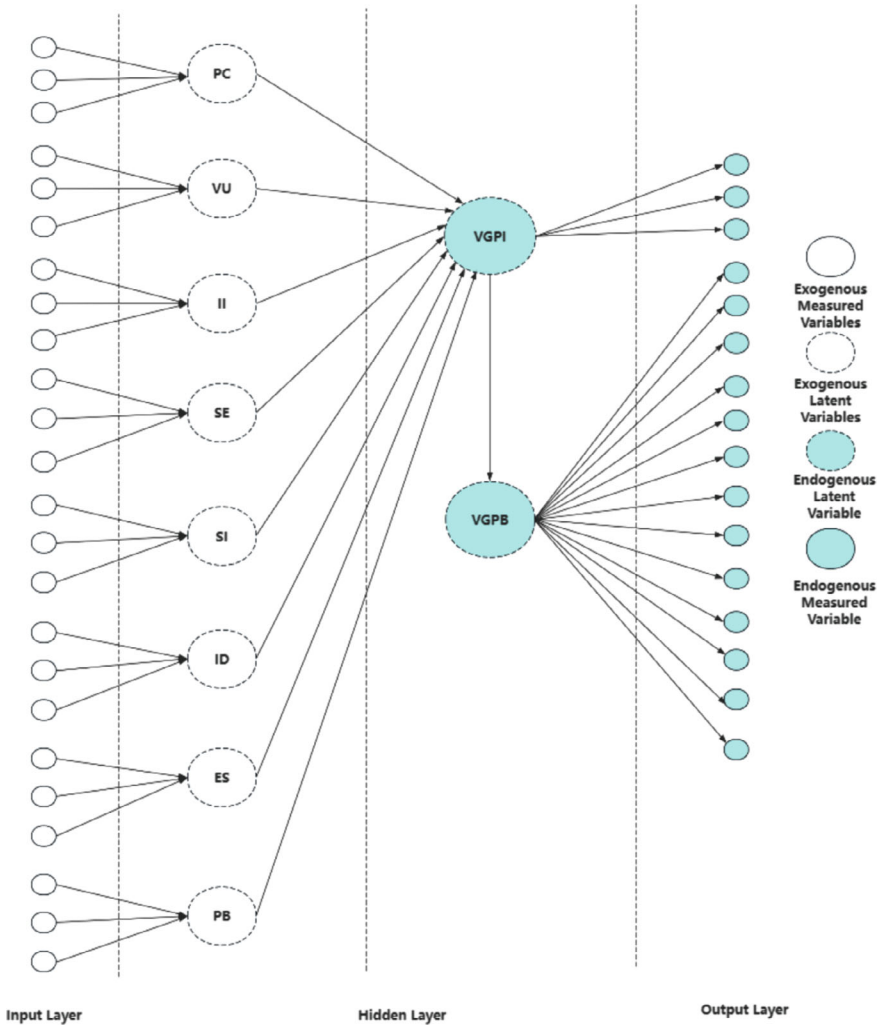 PC
VU
II
SE
SI
ID
ES
PB
VGPI
VGPB
Exogenous
Measured
Variables
Exogenous
Latent
Variables
Endogenous
Latent
Variable
Endogenous
Measured
Variable
Input Layer
Hidden Layer
Output Layer